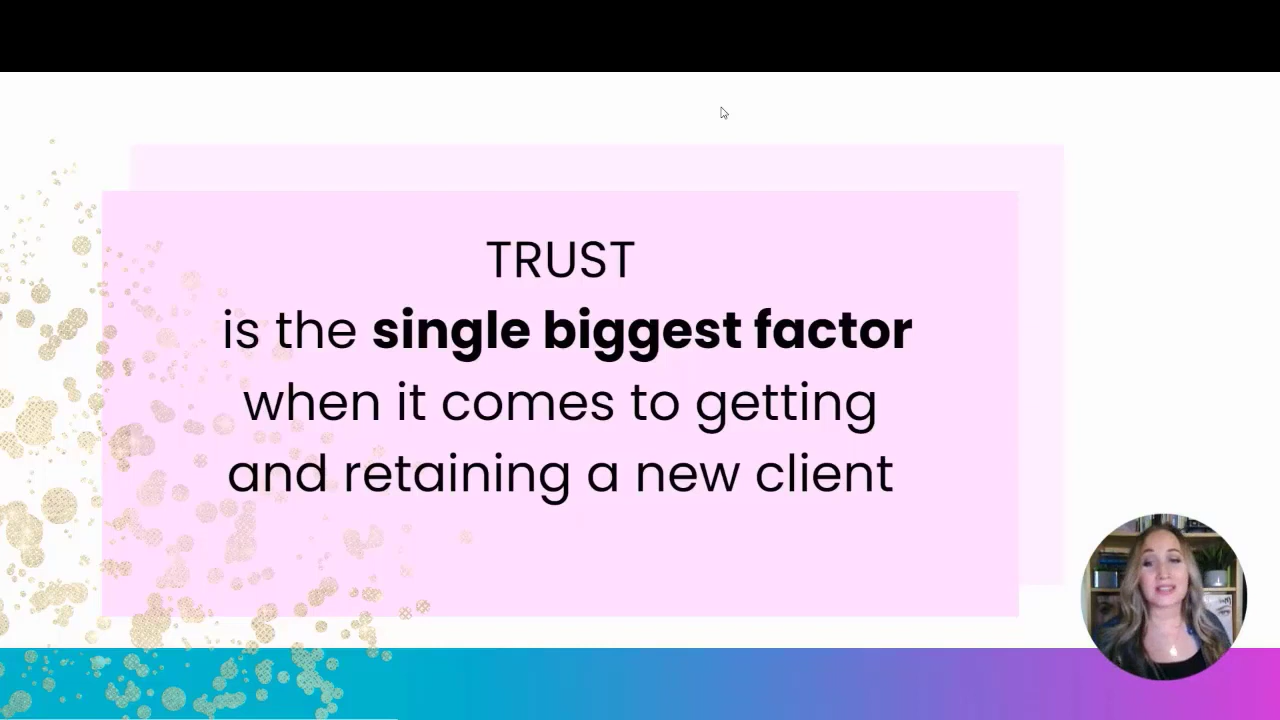 TRUST
is the single biggest factor
when it comes to getting
and retaining a new client